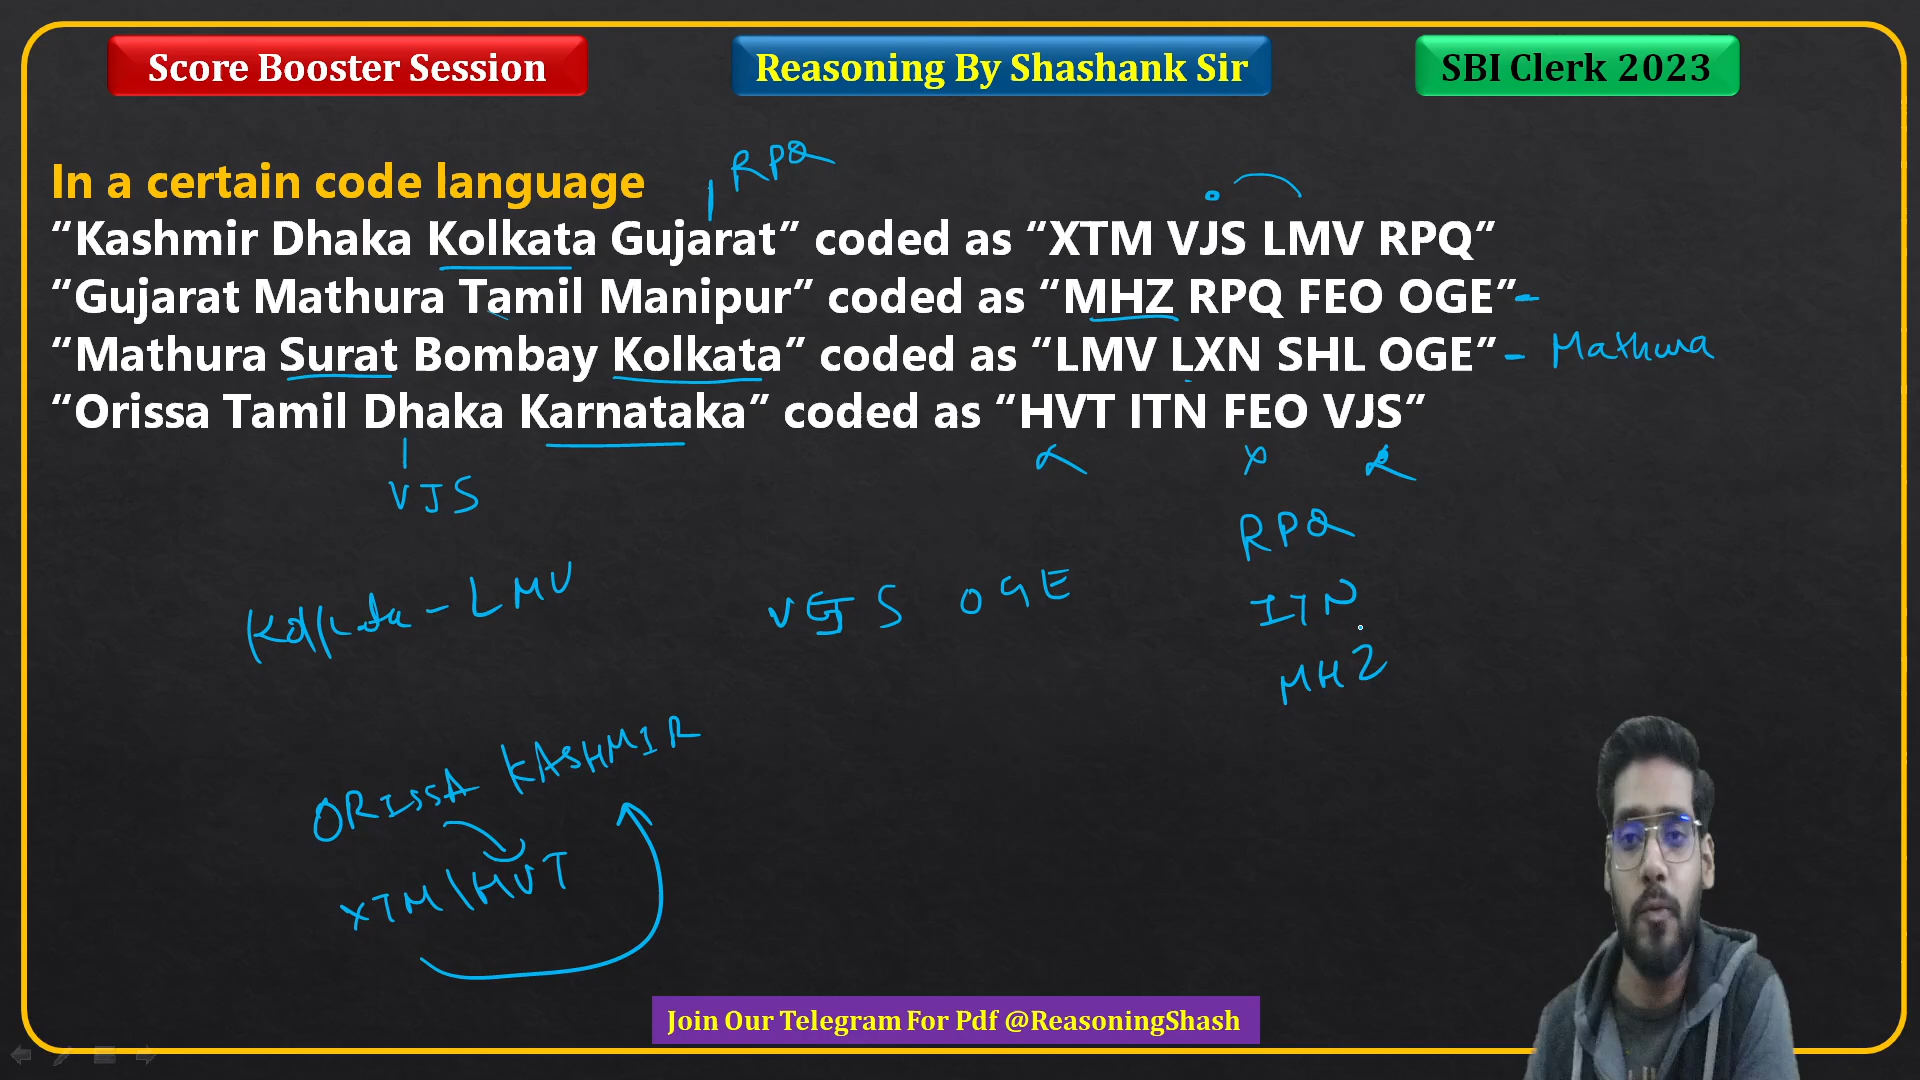 Score Booster Session
Reasoning By Shashank Sir
SBI Clerk 2023
RPQ
In a certain code language
“Kashmir Dhaka Kolkata Gujarat” coded as “XTM VJS LMV RPQ”
“Gujarat Mathura Tamil Manipur” coded as “MHZ RPQ FEO OGE”
“Mathura Surat Bombay Kolkata” coded as “LMV LXN SHL OGE” - Mathura
“Orissa Tamil Dhaka Karnataka” coded as “HVT ITN FEO VJS”
VJS
RPQ
Kolkata - LMV
OGE
ITN
MHZ
ORISSA KASHMIR
XTM \ HVT
Join Our Telegram For Pdf @ReasoningShash